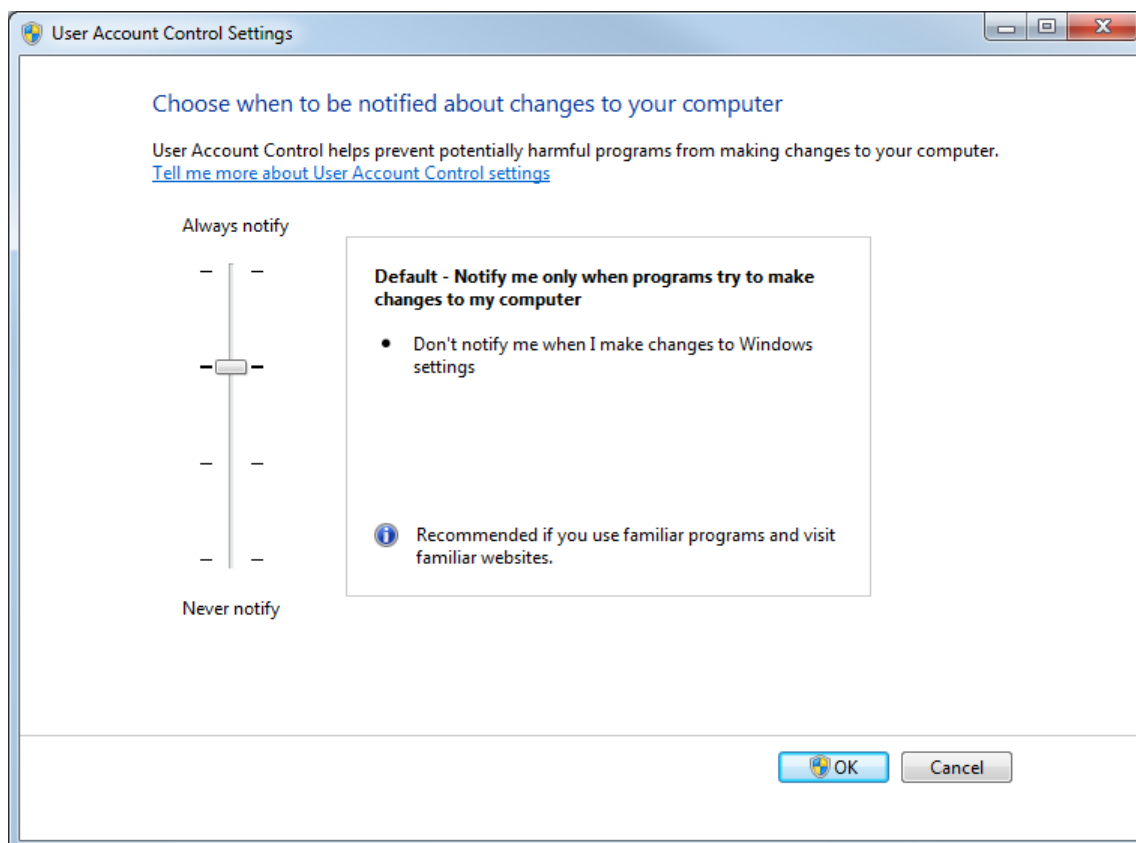 User Account Control Settings
Choose when to be notified about changes to your computer
User Account Control helps prevent potentially harmful programs from making changes to your computer.
Tell me more about User Account Control settings
Always notify
Default - Notify me only when programs try to make
changes to my computer
Don't notify me when I make changes to Windows
settings
Recommended if you use familiar programs and visit
familiar websites.
Never notify
OK
Cancel